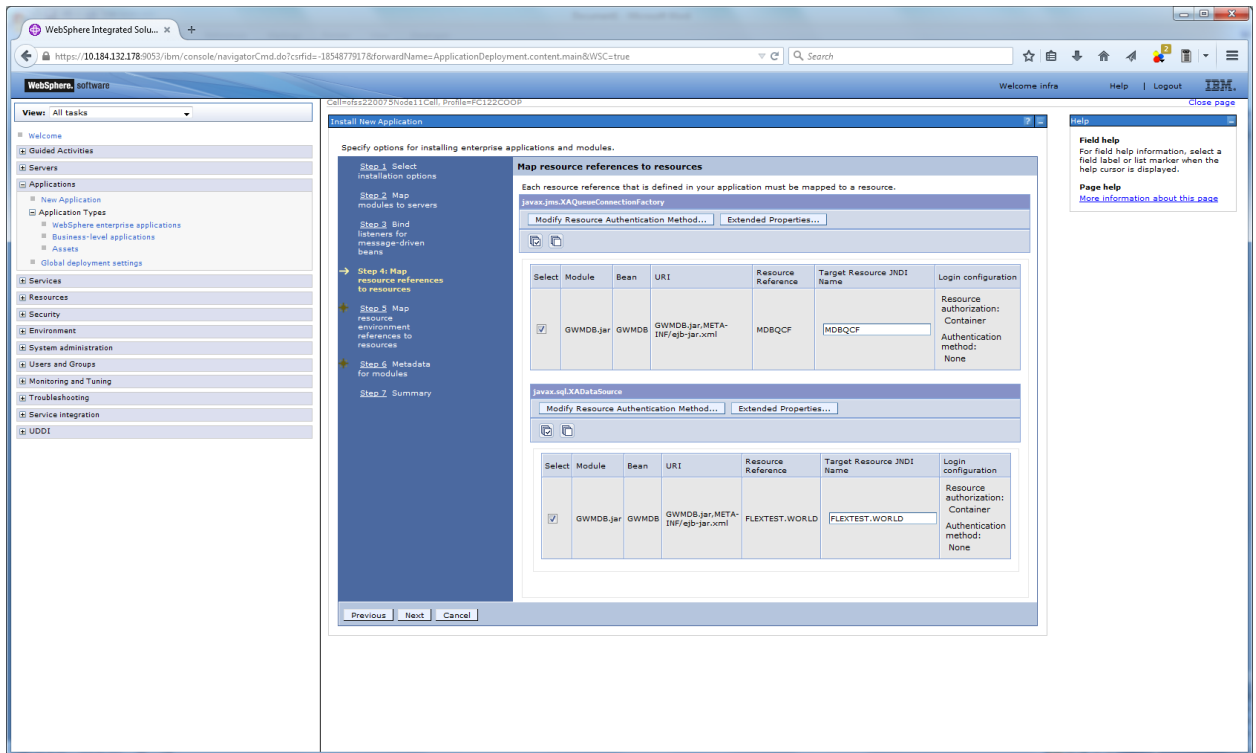 WebSphere Integrated Solu... × +
https://10.184.132.178:9053/ibm/console/navigatorCmd.do?csrfid=-1854877917&forwardName=ApplicationDeployment.content.main&WSC=true
Search
2
WebSphere. software
Welcome infra
Help | Logout
IBM.
View: All tasks
Welcome
Guided Activities
Servers
Applications
New Application
Application Types
WebSphere enterprise applications
Business-level applications
Assets
Global deployment settings
Services
Resources
Security
Environment
System administration
Users and Groups
Monitoring and Tuning
Troubleshooting
Service integration
UDDI
Cell=ofss220075Node11Cell, Profile=FC122COOP
Close page
Install New Application
Specify options for installing enterprise applications and modules.
Step 1 Select
installation options
Step 2 Map
modules to servers
Step 3 Bind
listeners for
message-driven
beans
Step 4: Map
resource references
to resources
Step 5 Map
resource
environment
references to
resources
Step 6 Metadata
for modules
Step 7 Summary
Map resource references to resources
Each resource reference that is defined in your application must be mapped to a resource.
javax.jms.XAQueueConnectionFactory
Modify Resource Authentication Method... Extended Properties...
Select Module Bean URI Resource Reference Target Resource JNDI Name Login configuration
GWMDB.jar GWMDB GWMDB.jar,META-INF/ejb-jar.xml MDBQCF MDBQCF
Resource
authorization:
Container
Authentication
method:
None
javax.sql.XADataSource
Modify Resource Authentication Method... Extended Properties...
Select Module Bean URI Resource Reference Target Resource JNDI Name Login configuration
GWMDB.jar GWMDB GWMDB.jar,META-INF/ejb-jar.xml FLEXTEST.WORLD FLEXTEST.WORLD
Resource
authorization:
Container
Authentication
method:
None
Previous Next Cancel
Help
Field help
For field help information, select a
field label or list marker when the
help cursor is displayed.
Page help
More information about this page